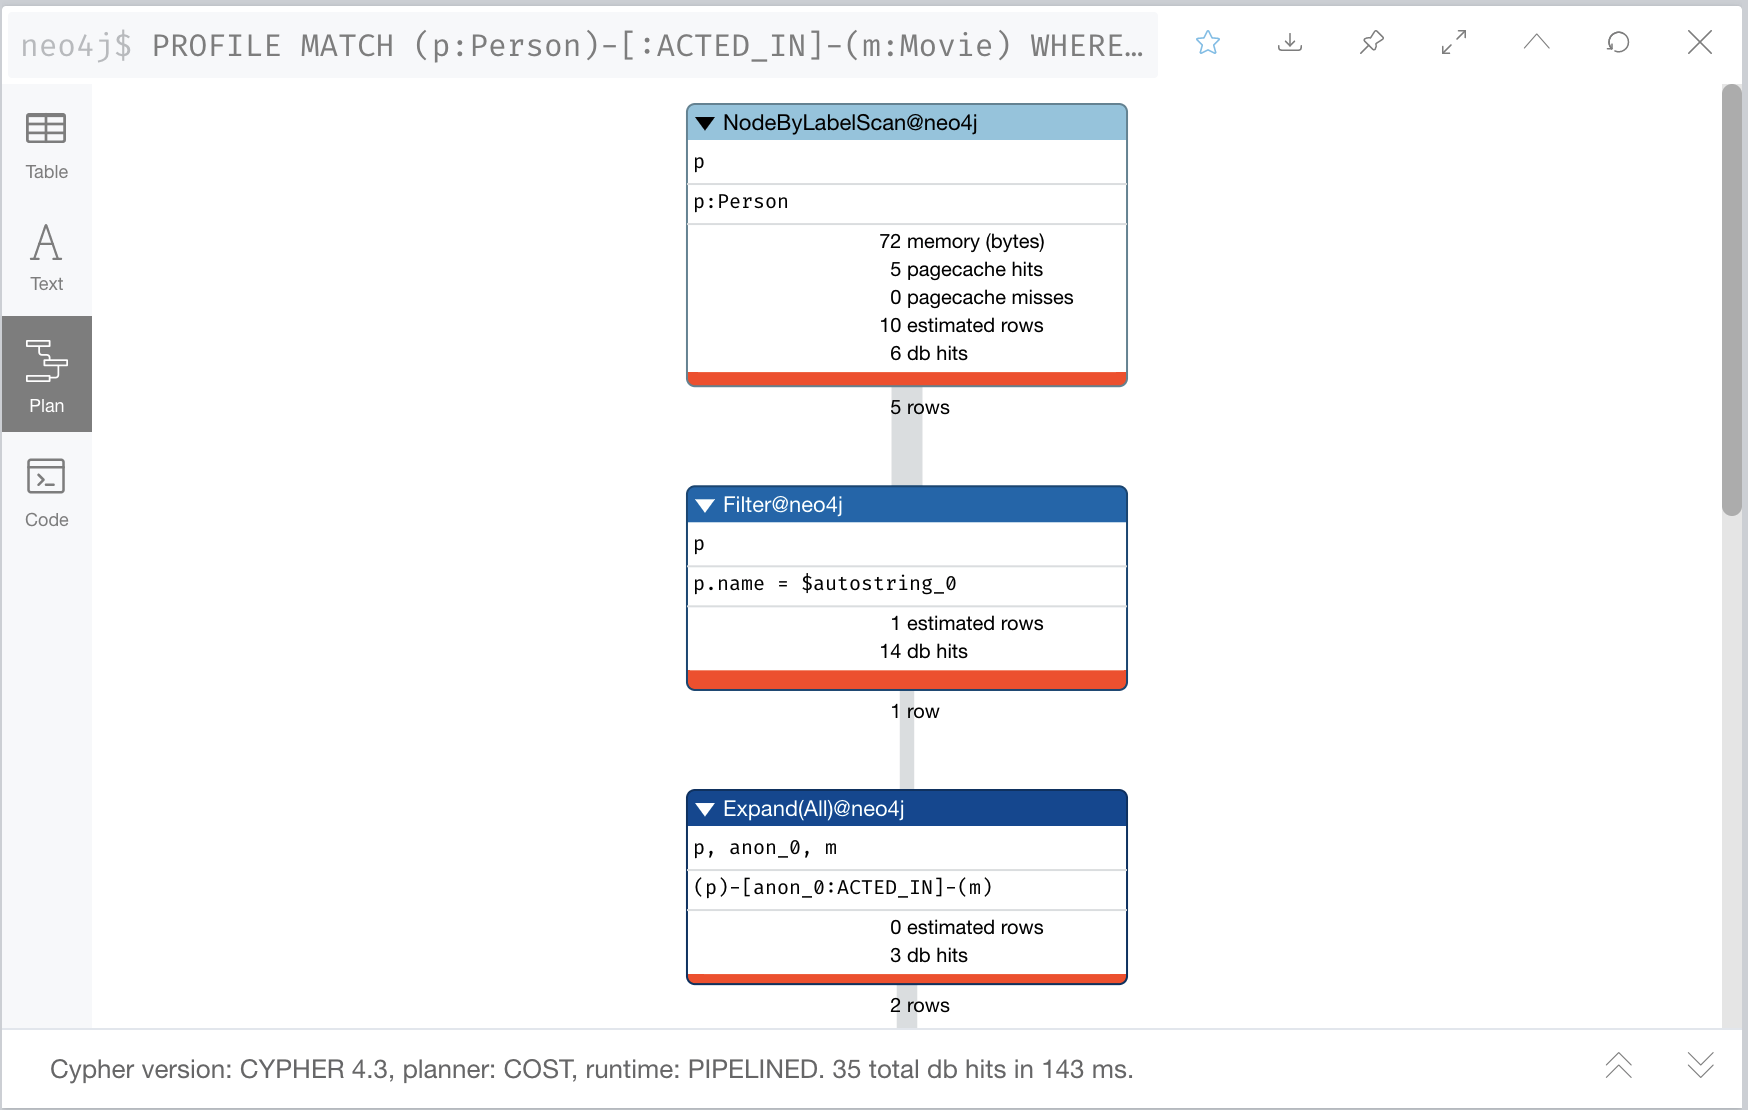 neo4j$ PROFILE MATCH (p:Person)-[:ACTED_IN]-(m:Movie) WHERE…
Table
Text
Plan
Code
NodeByLabelScan@neo4j
p
p:Person
72 memory (bytes)
5 pagecache hits
0 pagecache misses
10 estimated rows
6 db hits
5 rows
Filter@neo4j
p
p.name = $autostring_0
1 estimated rows
14 db hits
1 row
Expand(All)@neo4j
p, anon_0, m
(p)-[anon_0:ACTED_IN]-(m)
0 estimated rows
3 db hits
2 rows
Cypher version: CYPHER 4.3, planner: COST, runtime: PIPELINED. 35 total db hits in 143 ms.